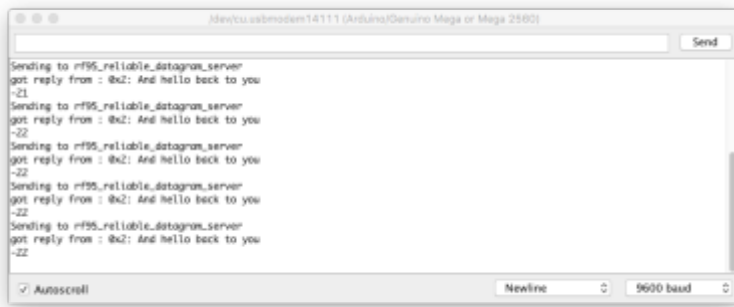 /dev/cu.usbmodem14111 (Arduino/Genuino Mega or Mega 2560)
Send
Sending to rf95_reliable_datagram_server
got reply from : 0x2: And hello back to you
-21
Sending to rf95_reliable_datagram_server
got reply from : 0x2: And hello back to you
-22
Sending to rf95_reliable_datagram_server
got reply from : 0x2: And hello back to you
-22
Sending to rf95_reliable_datagram_server
got reply from : 0x2: And hello back to you
-22
Sending to rf95_reliable_datagram_server
got reply from : 0x2: And hello back to you
-22
Autoscroll
Newline
9600 baud